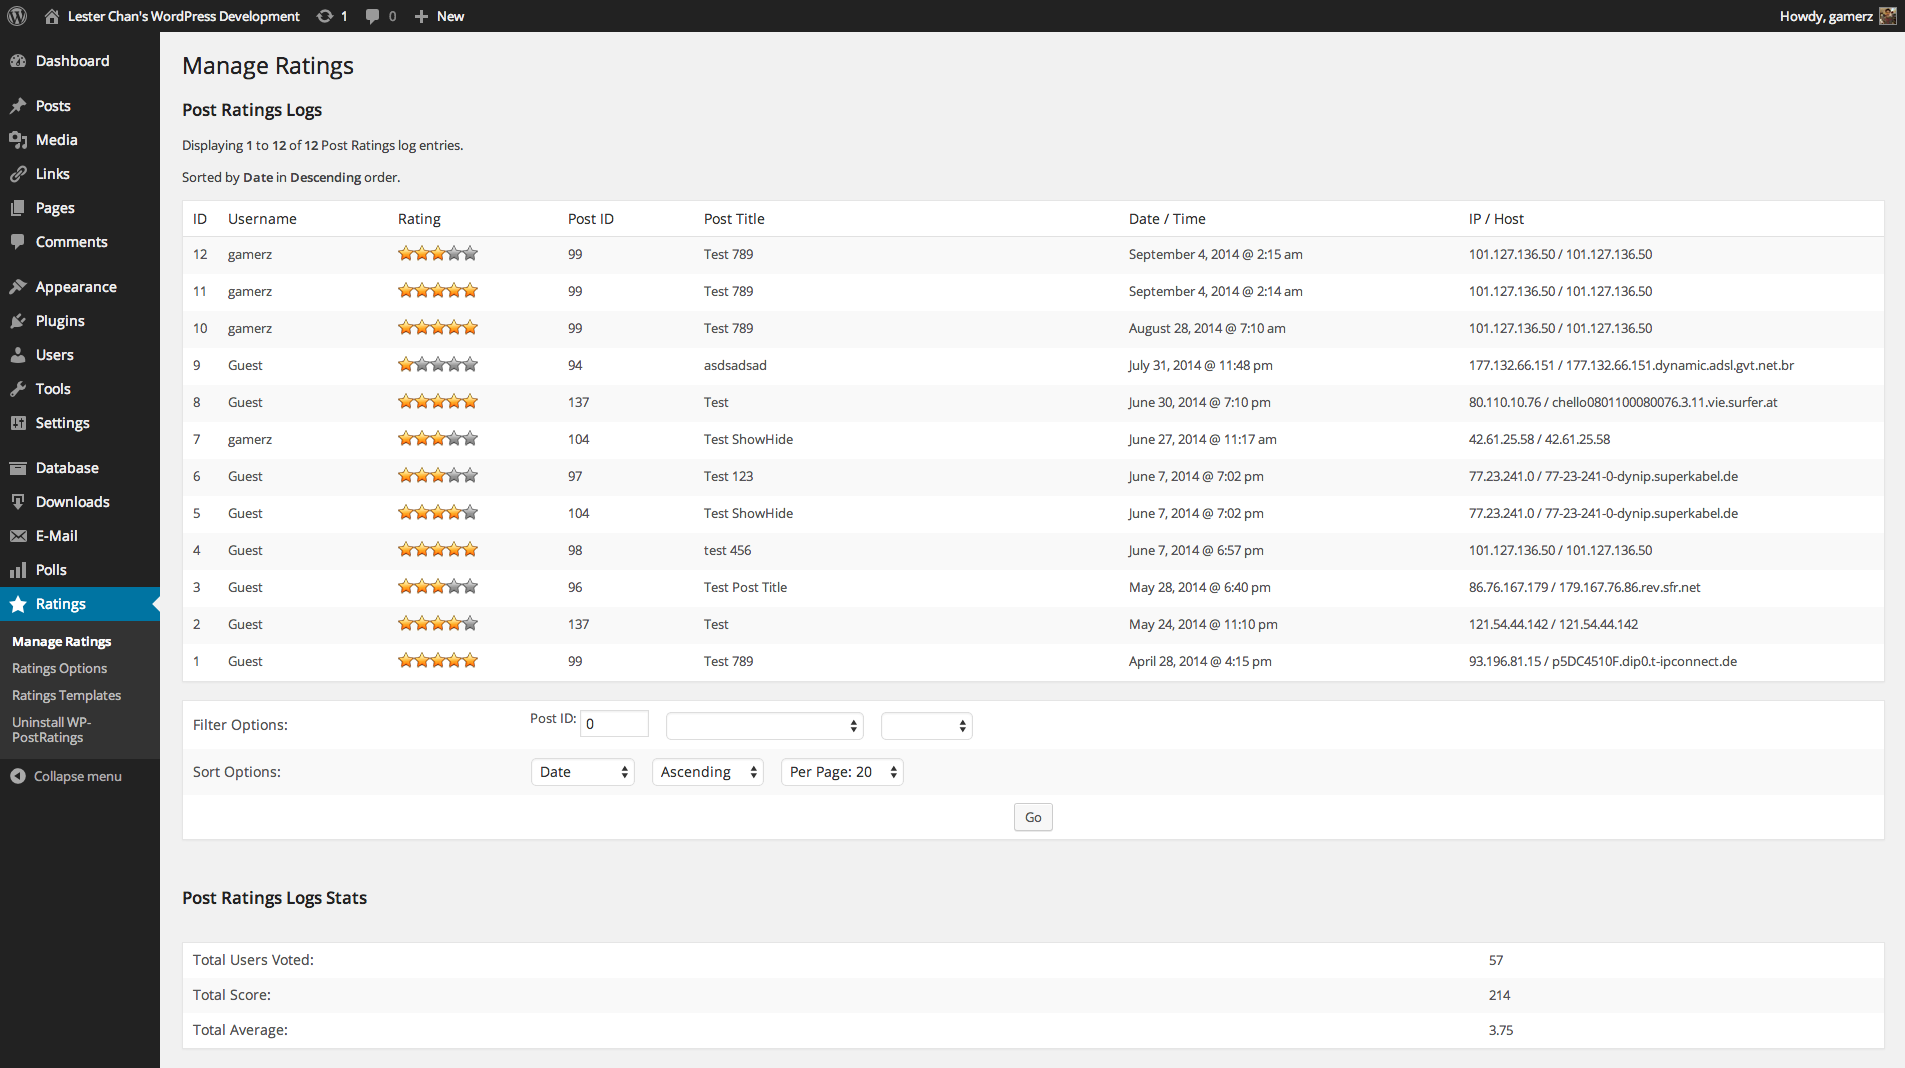 Lester Chan's WordPress Development 1 0 New Howdy, gamerz
Dashboard
Posts
Media
Links
Pages
Comments
Appearance
Plugins
Users
Tools
Settings
Database
Downloads
E-Mail
Polls
Ratings
Manage Ratings
Ratings Options
Ratings Templates
Uninstall WP-
PostRatings
Collapse menu
Manage Ratings
Post Ratings Logs
Displaying 1 to 12 of 12 Post Ratings log entries.
Sorted by Date in Descending order.
ID Username Rating Post ID Post Title Date / Time IP / Host
12 gamerz 99 Test 789 September 4, 2014 @ 2:15 am 101.127.136.50 / 101.127.136.50
11 gamerz 99 Test 789 September 4, 2014 @ 2:14 am 101.127.136.50 / 101.127.136.50
10 gamerz 99 Test 789 August 28, 2014 @ 7:10 am 101.127.136.50 / 101.127.136.50
9 Guest 94 asdsadsad July 31, 2014 @ 11:48 pm 177.132.66.151 / 177.132.66.151.dynamic.adsl.gvt.net.br
8 Guest 137 Test June 30, 2014 @ 7:10 pm 80.110.10.76 / chello0801100080076.3.11.vie.surfer.at
7 gamerz 104 Test ShowHide June 27, 2014 @ 11:17 am 42.61.25.58 / 42.61.25.58
6 Guest 97 Test 123 June 7, 2014 @ 7:02 pm 77.23.241.0 / 77-23-241-0-dynip.superkabel.de
5 Guest 104 Test ShowHide June 7, 2014 @ 7:02 pm 77.23.241.0 / 77-23-241-0-dynip.superkabel.de
4 Guest 98 test 456 June 7, 2014 @ 6:57 pm 101.127.136.50 / 101.127.136.50
3 Guest 96 Test Post Title May 28, 2014 @ 6:40 pm 86.76.167.179 / 179.167.76.86.rev.sfr.net
2 Guest 137 Test May 24, 2014 @ 11:10 pm 121.54.44.142 / 121.54.44.142
1 Guest 99 Test 789 April 28, 2014 @ 4:15 pm 93.196.81.15 / p5DC4510F.dip0.t-ipconnect.de
Filter Options: Post ID: 0
Sort Options: Date Ascending Per Page: 20
Go
Post Ratings Logs Stats
Total Users Voted: 57
Total Score: 214
Total Average: 3.75